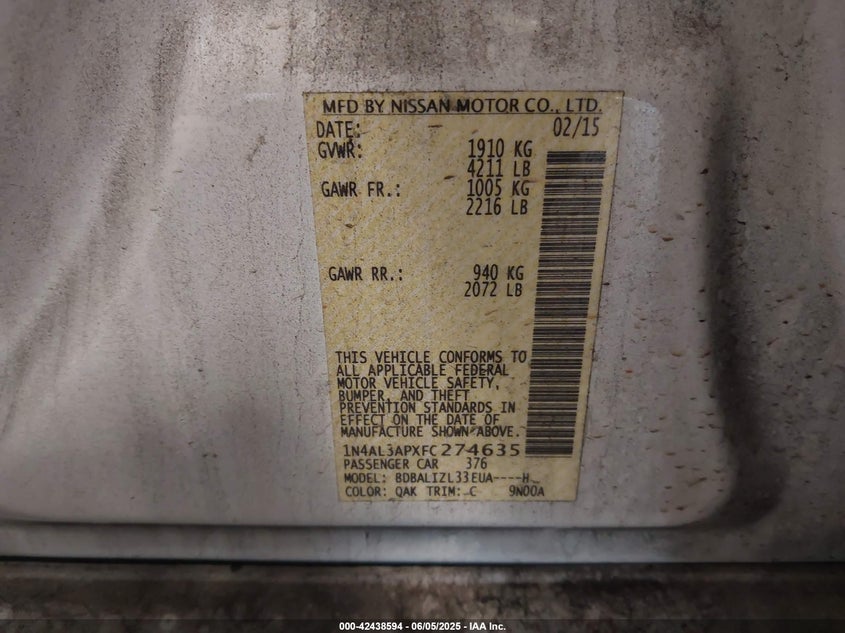 MFD BY NISSAN MOTOR CO., LTD.
DATE: 02/15
GVWR: 1910 KG
4211 LB
GAWR FR.: 1005 KG
2216 LB
GAWR RR.: 940 KG
2072 LB
THIS VEHICLE CONFORMS TO
ALL APPLICABLE FEDERAL
MOTOR VEHICLE SAFETY,
BUMPER, AND THEFT
PREVENTION STANDARDS IN
EFFECT ON THE DATE OF
MANUFACTURE SHOWN ABOVE.
1N4AL3APXFC274635
PASSENGER CAR 376
MODEL: BDBALIZL33EUA----H_
COLOR: QAK TRIM: C 9N00A
000-42438594 - 06/05/2025 - IAA Inc.